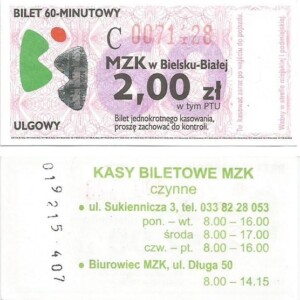 BILET 60-MINUTOWY
C 0071428
MZK w Bielsku-Białej
2,00 zł
w tym PTU
ULGOWY
Bilet jednokrotnego kasowania,
proszę zachować do kontroli.
KASY BILETOWE MZK
czynne
• ul. Sukiennicza 3, tel. 033 82 28 053
pon. – wt. 8.00 – 16.00
środa 8.00 – 17.00
czw. – pt. 8.00 – 16.00
• Biurowiec MZK, ul. Długa 50
8.00 – 14.15
019215-407